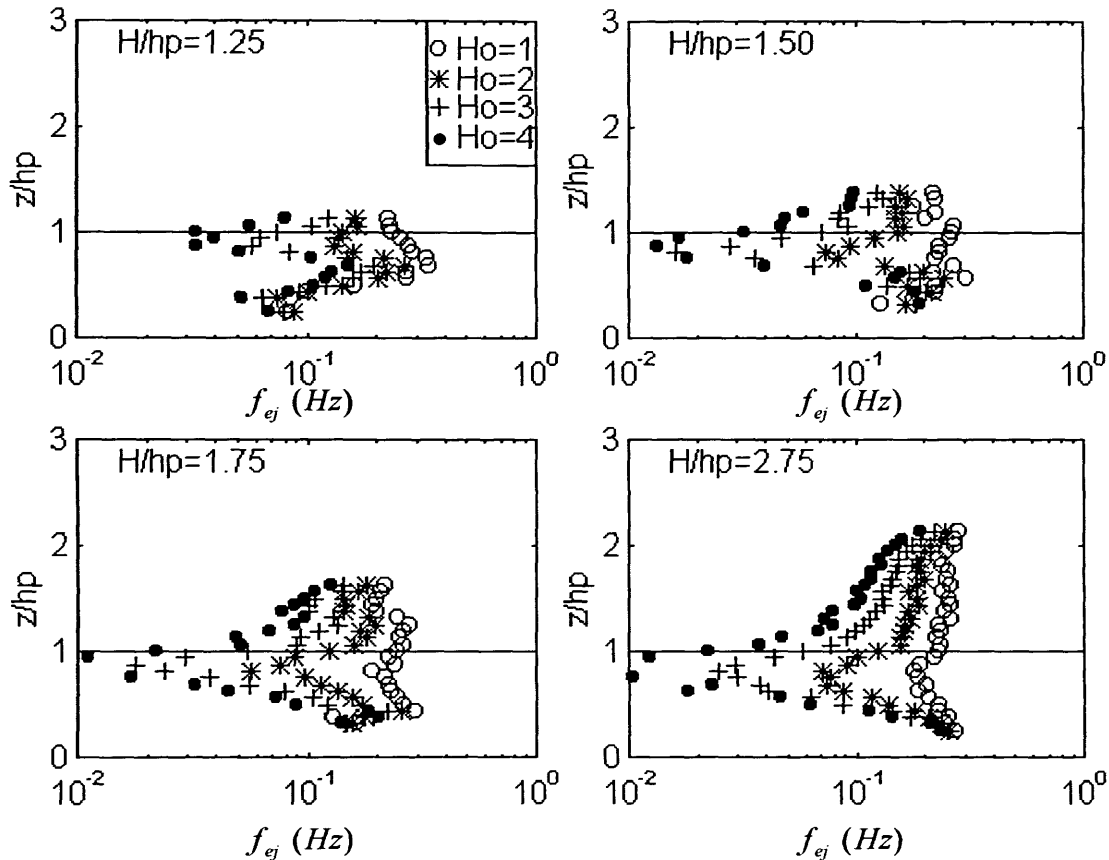 H/hp=1.25
Ho=1
Ho=2
Ho=3
Ho=4
z/hp
3
2
1
0
10^-2
10^-1
10^0
f_ej (Hz)
H/hp=1.50
z/hp
3
2
1
0
10^-2
10^-1
10^0
f_ej (Hz)
H/hp=1.75
z/hp
3
2
1
0
10^-2
10^-1
10^0
f_ej (Hz)
H/hp=2.75
z/hp
3
2
1
0
10^-2
10^-1
10^0
f_ej (Hz)